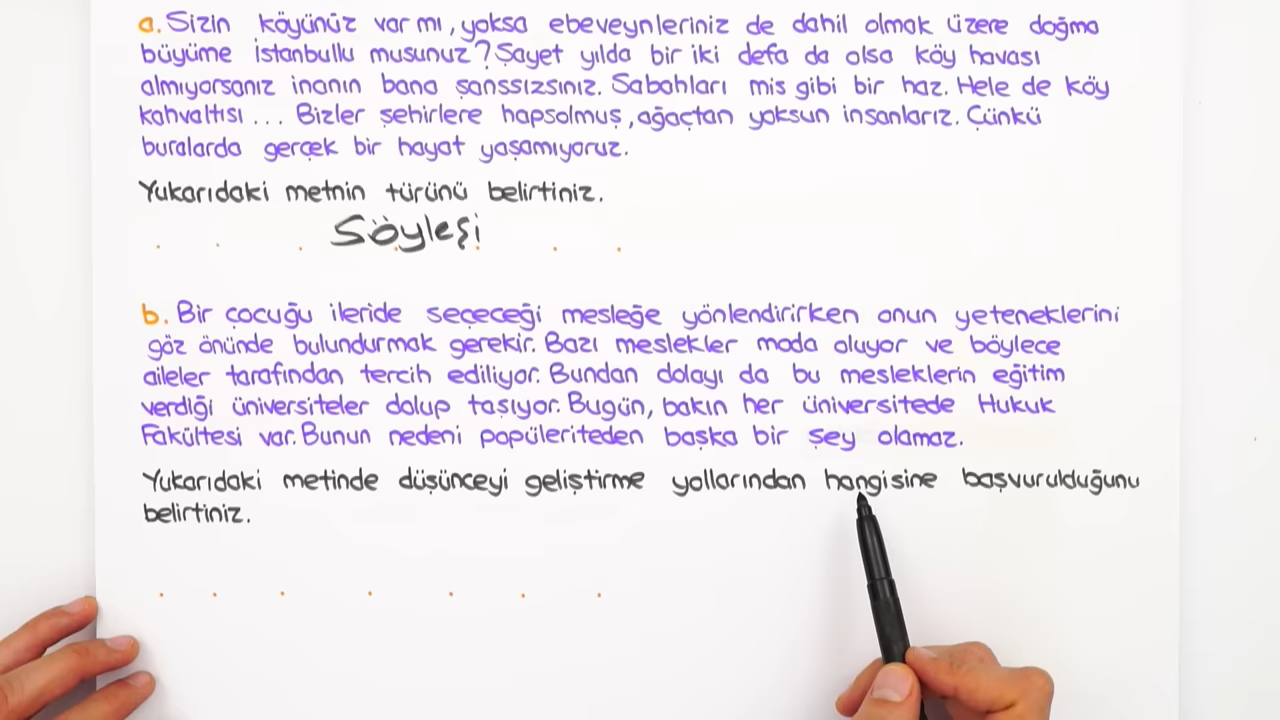 a. Sizin köyünüz var mı, yoksa ebeveynleriniz de dahil olmak üzere doğma
büyüme İstanbullu musunuz? Şayet yılda bir iki defa da olsa köy havası
almıyorsanız inanın bana şanssızsınız. Sabahları mis gibi bir haz. Hele de köy
kahvaltısı... Bizler şehirlere hapsolmuş, ağaçtan yoksun insanlarız. Çünkü
buralarda gerçek bir hayat yaşamıyoruz.
Yukarıdaki metnin türünü belirtiniz.
Söyleşi
b. Bir çocuğu ileride seçeceği mesleğe yönlendirirken onun yeteneklerini
göz önünde bulundurmak gerekir. Bazı meslekler moda oluyor ve böylece
aileler tarafından tercih ediliyor. Bundan dolayı da bu mesleklerin eğitim
verdiği üniversiteler dolup taşıyor. Bugün, bakın her üniversitede Hukuk
Fakültesi var. Bunun nedeni popüleriteden başka bir şey olamaz.
Yukarıdaki metinde düşünceyi geliştirme yollarından hangisine başvurulduğunu
belirtiniz.